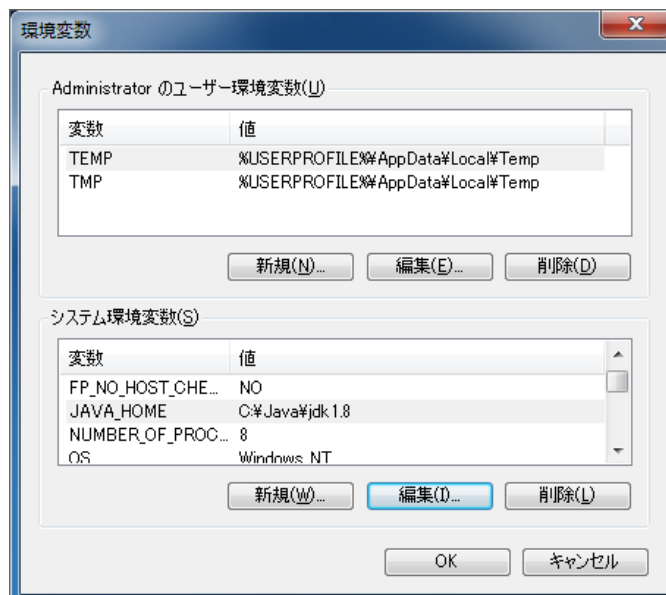 環境変数
Administrator のユーザー環境変数(U)
変数 値
TEMP %USERPROFILE%¥AppData¥Local¥Temp
TMP %USERPROFILE%¥AppData¥Local¥Temp
新規(N)... 編集(E)... 削除(D)
システム環境変数(S)
変数 値
FP_NO_HOST_CHE... NO
JAVA_HOME C:¥Java¥jdk1.8
NUMBER_OF_PROC... 8
OS Windows_NT
新規(W)... 編集(I)... 削除(L)
OK キャンセル